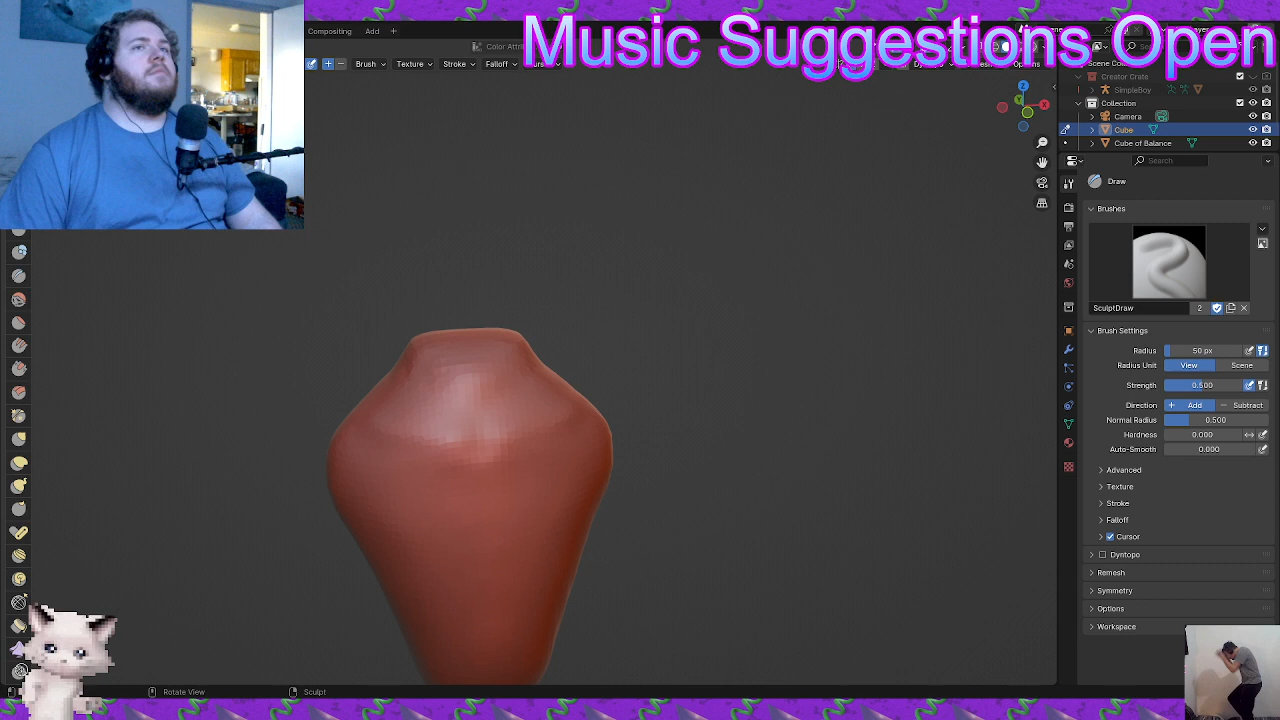 Music Suggestions Open
Compositing Add +
Color Attri
Brush Texture Stroke Falloff
Options
Creator Crate
SimpleBoy
Collection
Camera
Cube
Cube of Balance
Search
Draw
Brushes
SculptDraw 2
Brush Settings
Radius 50 px
Radius Unit View Scene
Strength 0.500
Direction + Add − Subtract
Normal Radius 0.500
Hardness 0.000
Auto-Smooth 0.000
Advanced
Texture
Stroke
Falloff
Cursor
Dyntopo
Remesh
Symmetry
Options
Workspace
Rotate View Sculpt